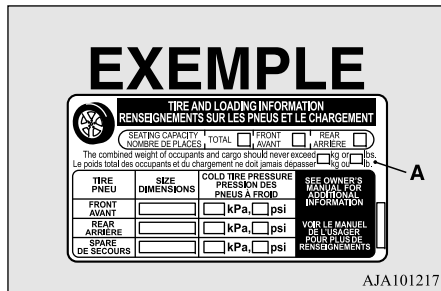 EXEMPLE
TIRE AND LOADING INFORMATION
RENSEIGNEMENTS SUR LES PNEUS ET LE CHARGEMENT
SEATING CAPACITY
NOMBRE DE PLACES
TOTAL
FRONT
AVANT
REAR
ARRIÈRE
The combined weight of occupants and cargo should never exceed kg or lbs.
Le poids total des occupants et du chargement ne doit jamais dépasser kg ou lb.
A
TIRE
PNEU
SIZE
DIMENSIONS
COLD TIRE PRESSURE
PRESSION DES
PNEUS À FROID
SEE OWNER'S
MANUAL FOR
ADDITIONAL
INFORMATION
VOIR LE MANUEL
DE L'USAGER
POUR PLUS DE
RENSEIGNEMENTS
FRONT
AVANT
kPa, psi
REAR
ARRIÈRE
kPa, psi
SPARE
DE SECOURS
kPa, psi
AJA101217